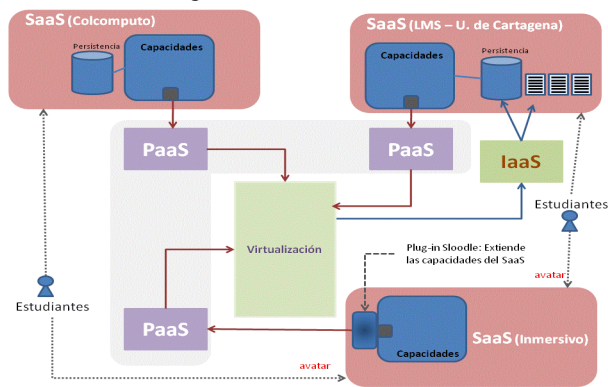 SaaS (Colcomputo)
Persistencia
Capacidades
SaaS (LMS – U. de Cartagena)
Capacidades
Persistencia
PaaS
PaaS
IaaS
Virtualización
Estudiantes
Plug-in Sloodle: Extiende
las capacidades del SaaS
avatar
Estudiantes
PaaS
SaaS (Inmersivo)
Capacidades
avatar